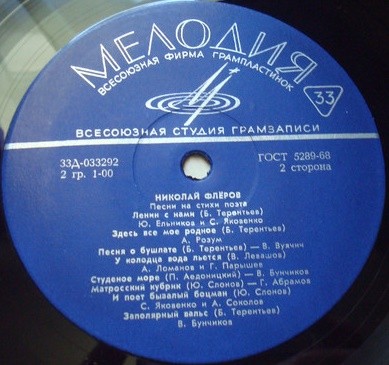 МЕЛОДИЯ
ВСЕСОЮЗНАЯ ФИРМА ГРАМПЛАСТИНОК
33
ВСЕСОЮЗНАЯ СТУДИЯ ГРАМЗАПИСИ
33Д-033292 ГОСТ 5289-68
2 гр. 1-00 2 сторона
НИКОЛАЙ ФЛЁРОВ
Песни на стихи поэта
Ленин с нами (Б. Терентьев)
Ю. Ельников и С. Яковенко
Здесь все мое родное (Б. Терентьев)
А. Розум
Песня о бушлате (Б. Терентьев) — В. Вуячич
У колодца вода льется (В. Левашов)
А. Ломанов и Г. Парышев
Студеное море (П. Аедоницкий) — В. Бунчиков
Матросский кубрик (Ю. Слонов) — Г. Абрамов
И поет бывалый боцман (Ю. Слонов)
С. Яковенко и А. Соколов
Заполярный вальс (Б. Терентьев)
В. Бунчиков